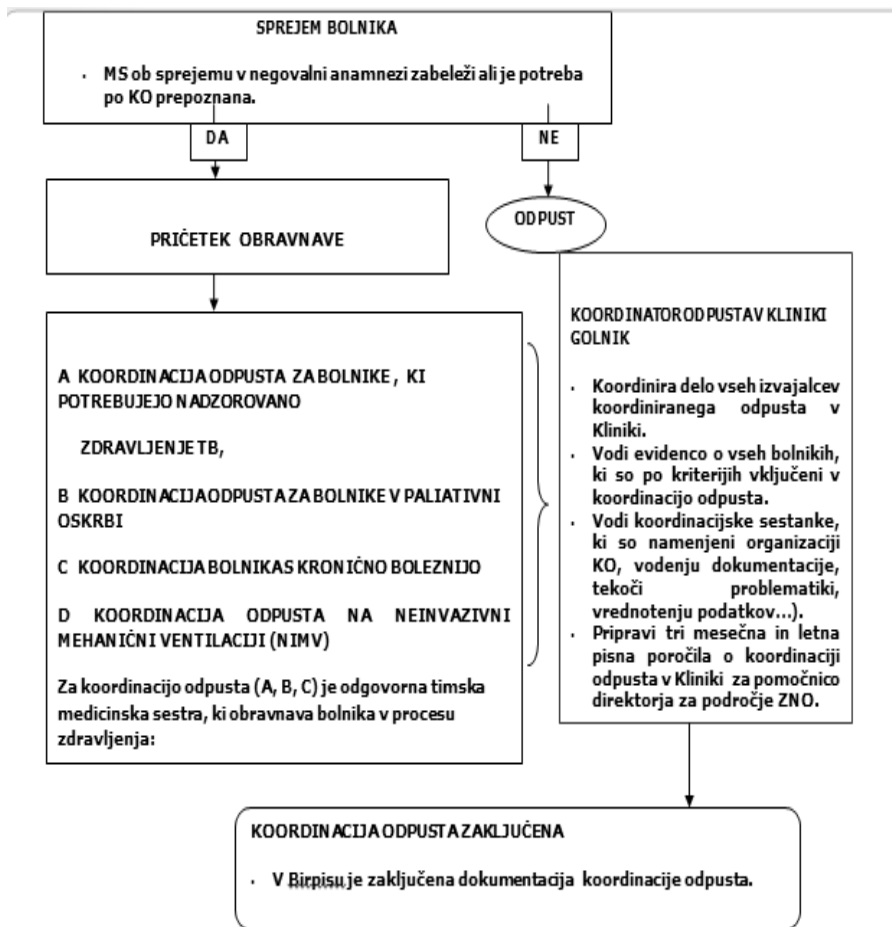 SPREJEM BOLNIKA
· MS ob sprejemu v negovalni anamnezi zabeleži ali je potreba
po KO prepoznana.
DA
NE
ODPUST
PRIČETEK OBRAVNAVE
A KOORDINACIJA ODPUSTA ZA BOLNIKE , KI
POTREBUJEJO NADZOROVANO
ZDRAVLJENJE TB,
B KOORDINACIJA ODPUSTA ZA BOLNIKE V PALIATIVNI
OSKRBI
C KOORDINACIJA BOLNIKA S KRONIČNO BOLEZNIJO
D KOORDINACIJA ODPUSTA NA NEINVAZIVNI
MEHANIČNI VENTILACIJI (NIMV)
Za koordinacijo odpusta (A, B, C) je odgovorna timska
medicinska sestra, ki obravnava bolnika v procesu
zdravljenja:
KOORDINATOR ODPUSTA V KLINIKI
GOLNIK
· Koordinira delo vseh izvajalcev
koordiniranega odpusta v
Kliniki.
· Vodi evidenco o vseh bolnikih,
ki so po kriterijih vključeni v
koordinacijo odpusta.
· Vodi koordinacijske sestanke,
ki so namenjeni organizaciji
KO, vodenju dokumentacije,
tekoči problematiki,
vrednotenju podatkov...).
· Pripravi tri mesečna in letna
pisna poročila o koordinaciji
odpusta v Kliniki za pomočnico
direktorja za področje ZNO.
KOORDINACIJA ODPUSTA ZAKLJUČENA
· V Birpisu je zaključena dokumentacija koordinacije odpusta.